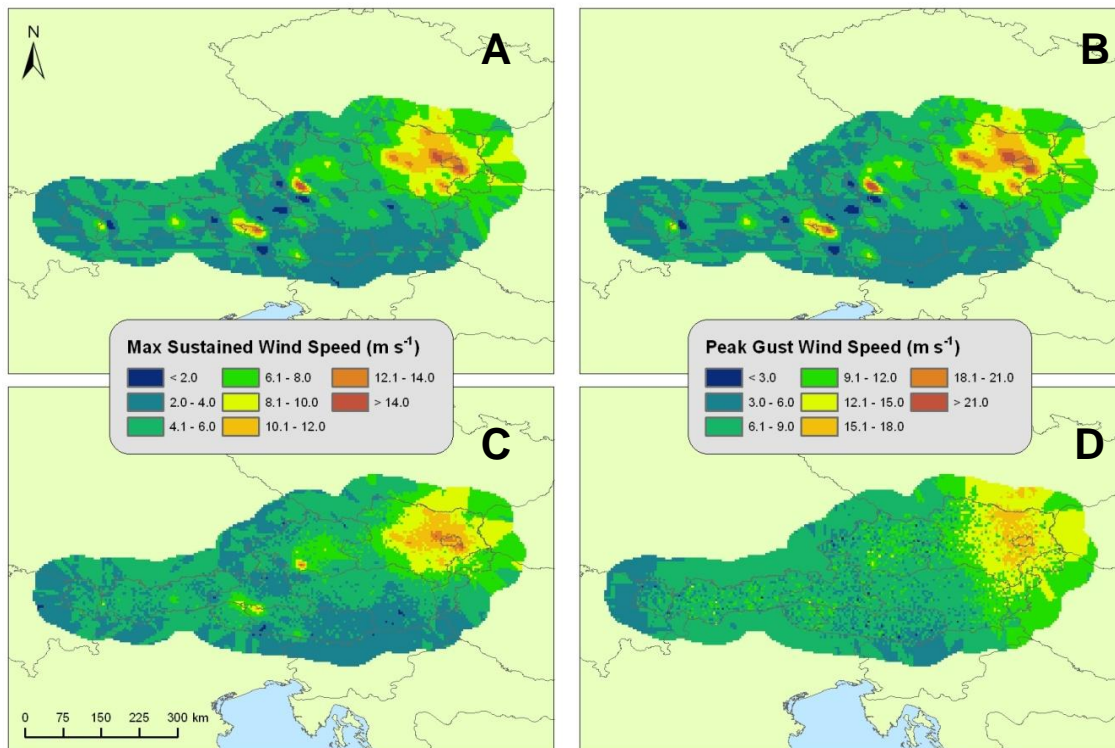 N
A
B
Max Sustained Wind Speed (m s-1)
< 2.0 6.1 - 8.0 12.1 - 14.0
2.0 - 4.0 8.1 - 10.0 > 14.0
4.1 - 6.0 10.1 - 12.0
Peak Gust Wind Speed (m s-1)
< 3.0 9.1 - 12.0 18.1 - 21.0
3.0 - 6.0 12.1 - 15.0 > 21.0
6.1 - 9.0 15.1 - 18.0
C
D
0 75 150 225 300 km